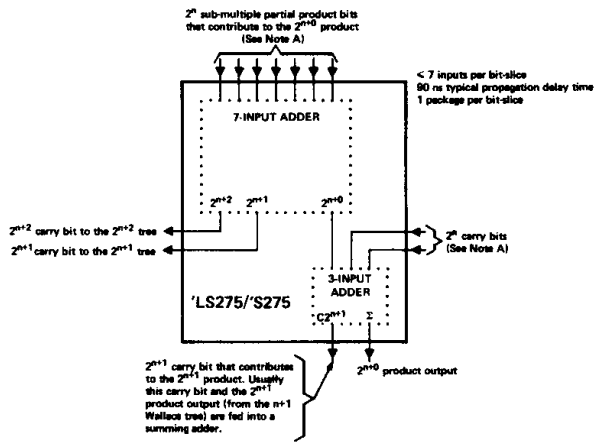 2ⁿ sub-multiple partial product bits
that contribute to the 2ⁿ⁺⁰ product
(See Note A)
< 7 inputs per bit-slice
90 ns typical propagation delay time
1 package per bit-slice
7-INPUT ADDER
2ⁿ⁺² 2ⁿ⁺¹ 2ⁿ⁺⁰
2ⁿ⁺² carry bit to the 2ⁿ⁺² tree
2ⁿ⁺¹ carry bit to the 2ⁿ⁺¹ tree
2ⁿ carry bits
(See Note A)
3-INPUT
ADDER
'LS275/'S275
C2ⁿ⁺¹ Σ
2ⁿ⁺¹ carry bit that contributes
to the 2ⁿ⁺¹ product. Usually
this carry bit and the 2ⁿ⁺¹
product output (from the n+1
Wallace tree) are fed into a
summing adder.
2ⁿ⁺⁰ product output